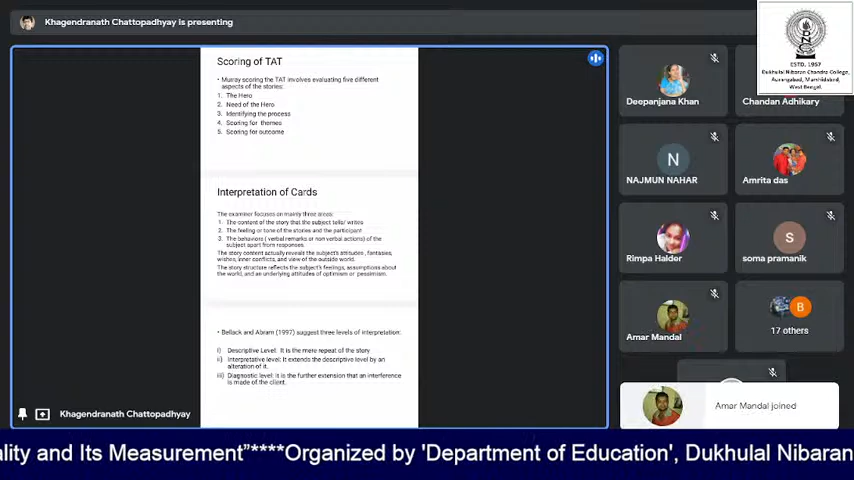 Khagendranath Chattopadhyay is presenting
Scoring of TAT
• Murray scoring the TAT involves evaluating five different
aspects of the stories:
1. The Hero
2. Need of the Hero
3. Identifying the process
4. Scoring for themes
5. Scoring for outcome
Interpretation of Cards
The examiner focuses on mainly three areas:
1. The content of the story that the subject tells/ writes
2. The feeling or tone of the stories and the participant
3. The behaviors ( verbal remarks or non verbal actions) of the
subject apart from responses.
The story content actually reveals the subject's attitudes , fantasies,
wishes, inner conflicts, and view of the outside world.
The story structure reflects the subject's feelings, assumptions about
the world, and an underlying attitudes of optimism or pessimism.
• Bellack and Abram (1997) suggest three levels of interpretation:
i) Descriptive Level: It is the mere repeat of the story
ii) Interpretative level: It extends the descriptive level by an
alteration of it.
iii) Diagnostic level: It is the further extension that an interference
is made of the client.
Khagendranath Chattopadhyay
Deepanjana Khan
Chandan Adhikary
N
NAJMUN NAHAR
Amrita das
Rimpa Halder
S
soma pramanik
Amar Mandal
B
17 others
Amar Mandal joined
ESTD. 1967
Dukhulal Nibaran Chandra College,
Aurangabad, Murshidabad,
West Bengal.
ality and Its Measurement"****Organized by 'Department of Education', Dukhulal Nibaran